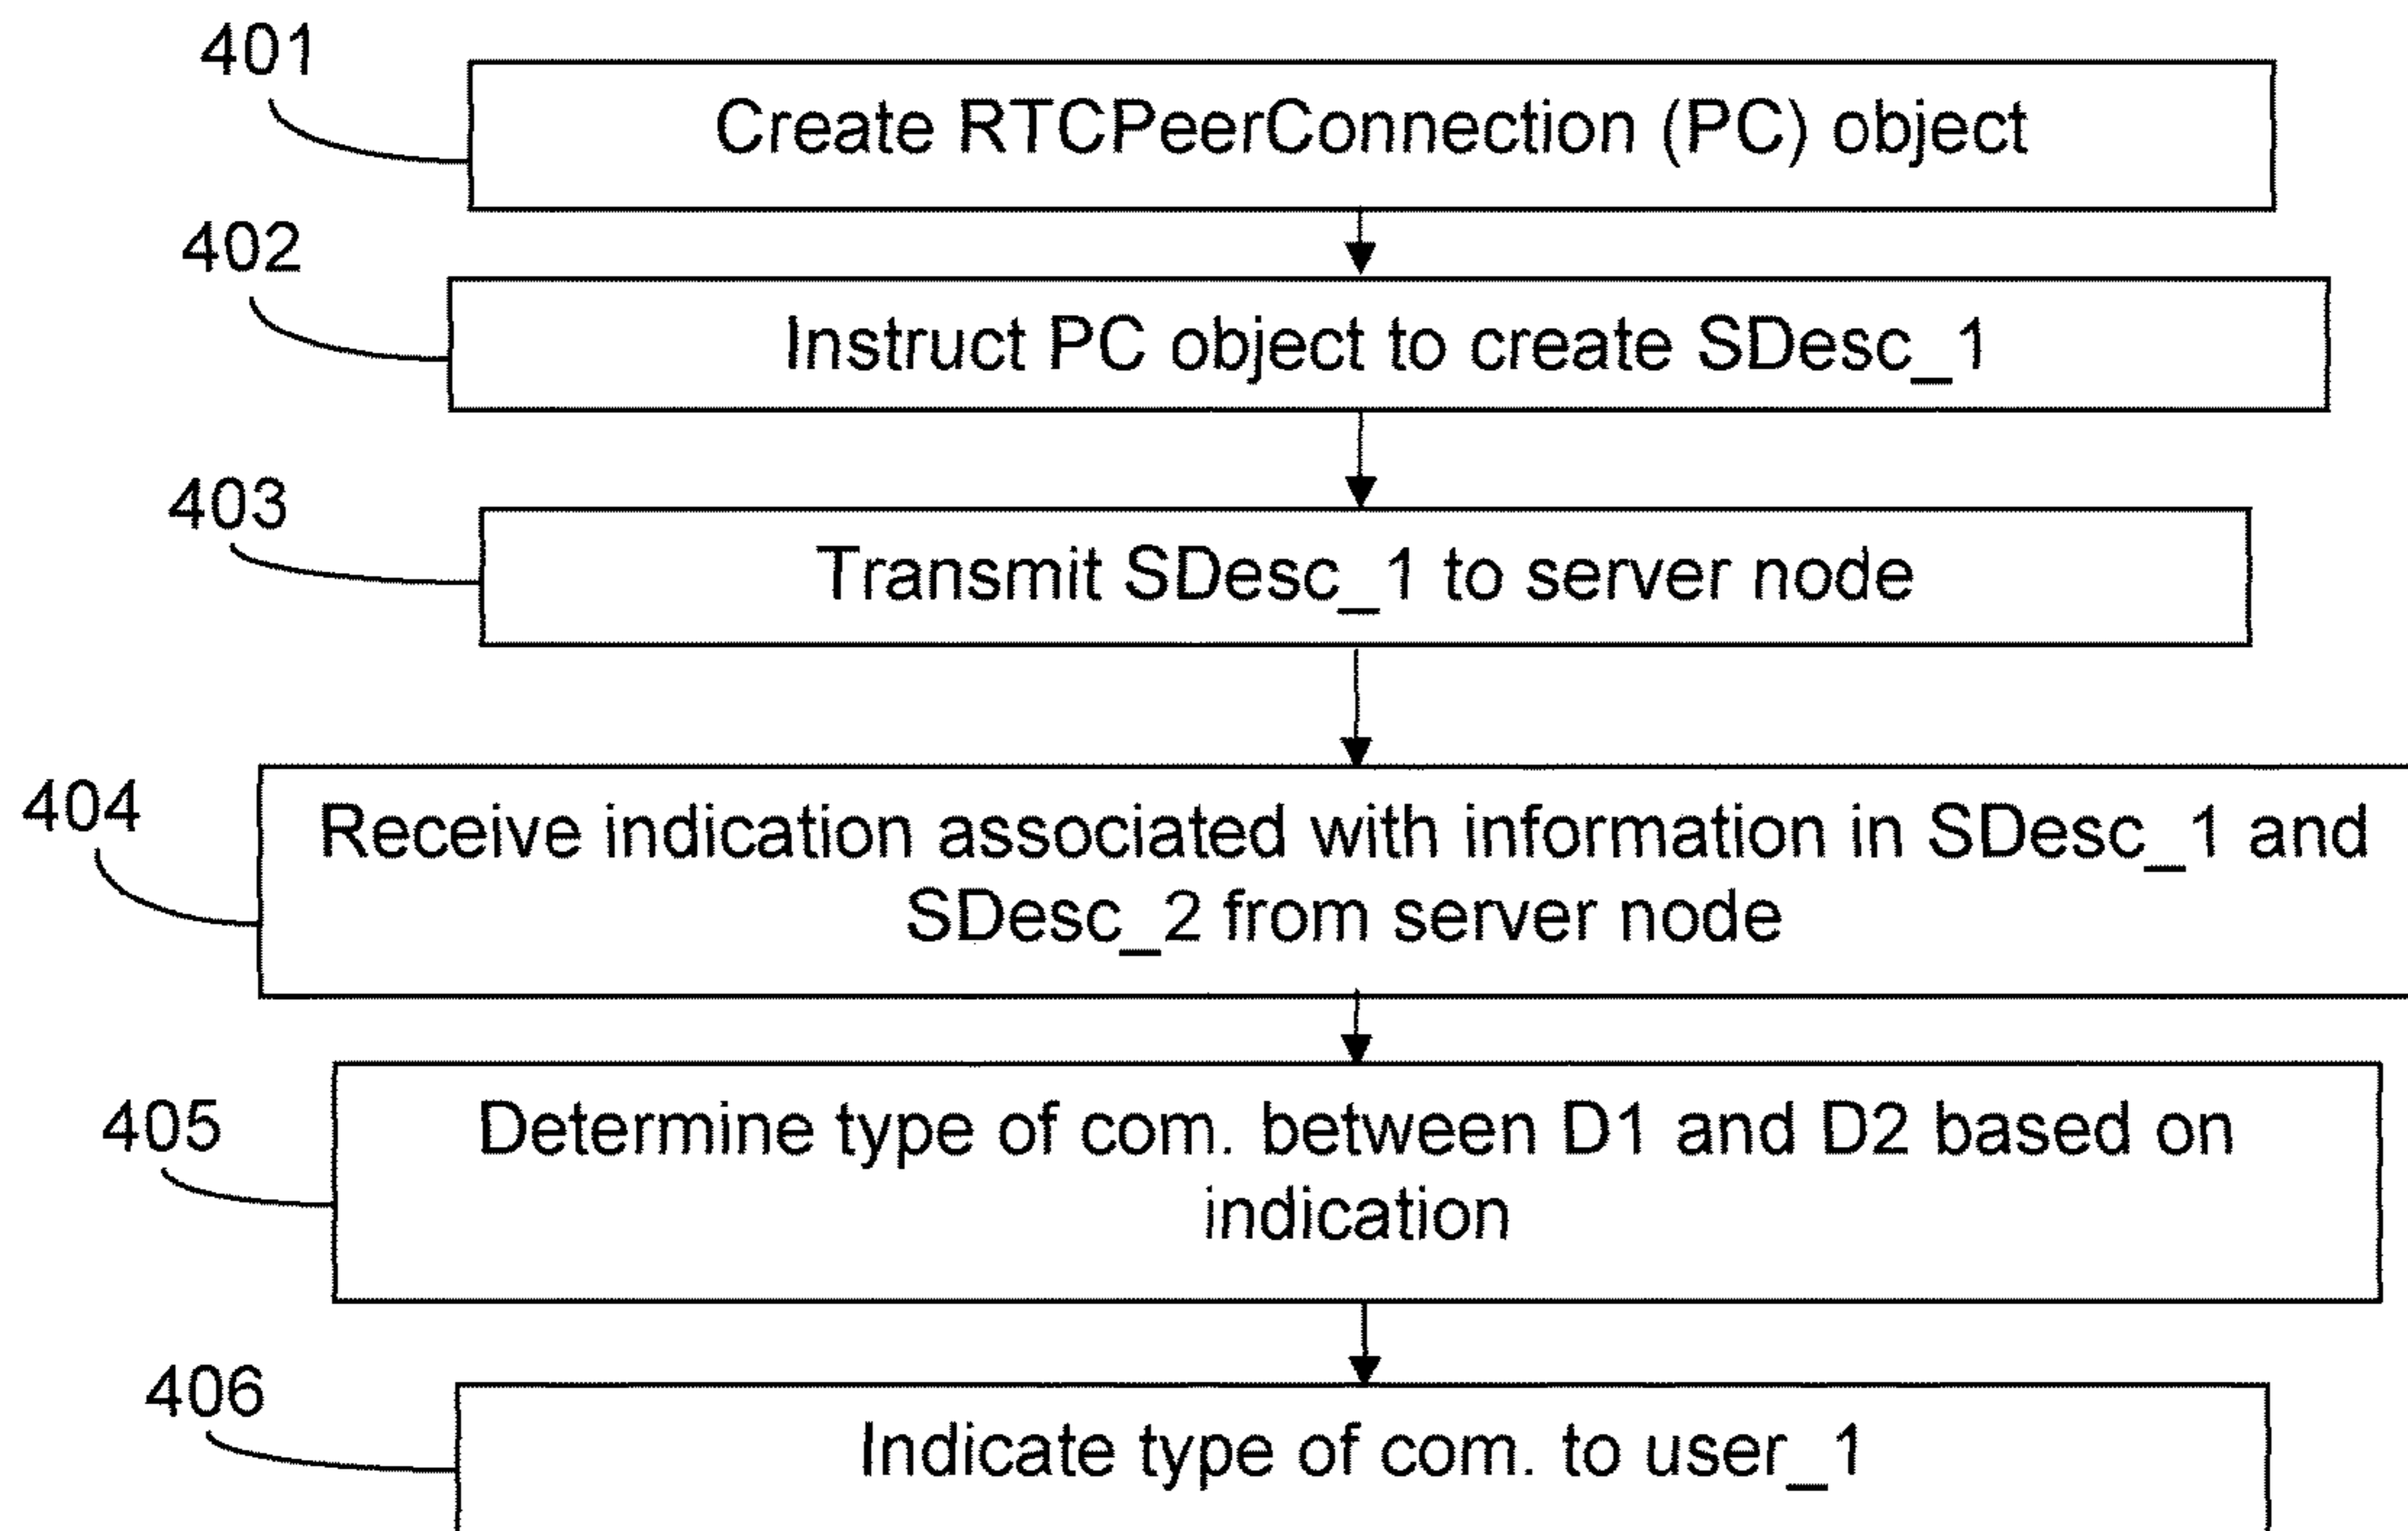 401
Create RTCPeerConnection (PC) object
402
Instruct PC object to create SDesc_1
403
Transmit SDesc_1 to server node
404
Receive indication associated with information in SDesc_1 and
SDesc_2 from server node
405
Determine type of com. between D1 and D2 based on
indication
406
Indicate type of com. to user_1